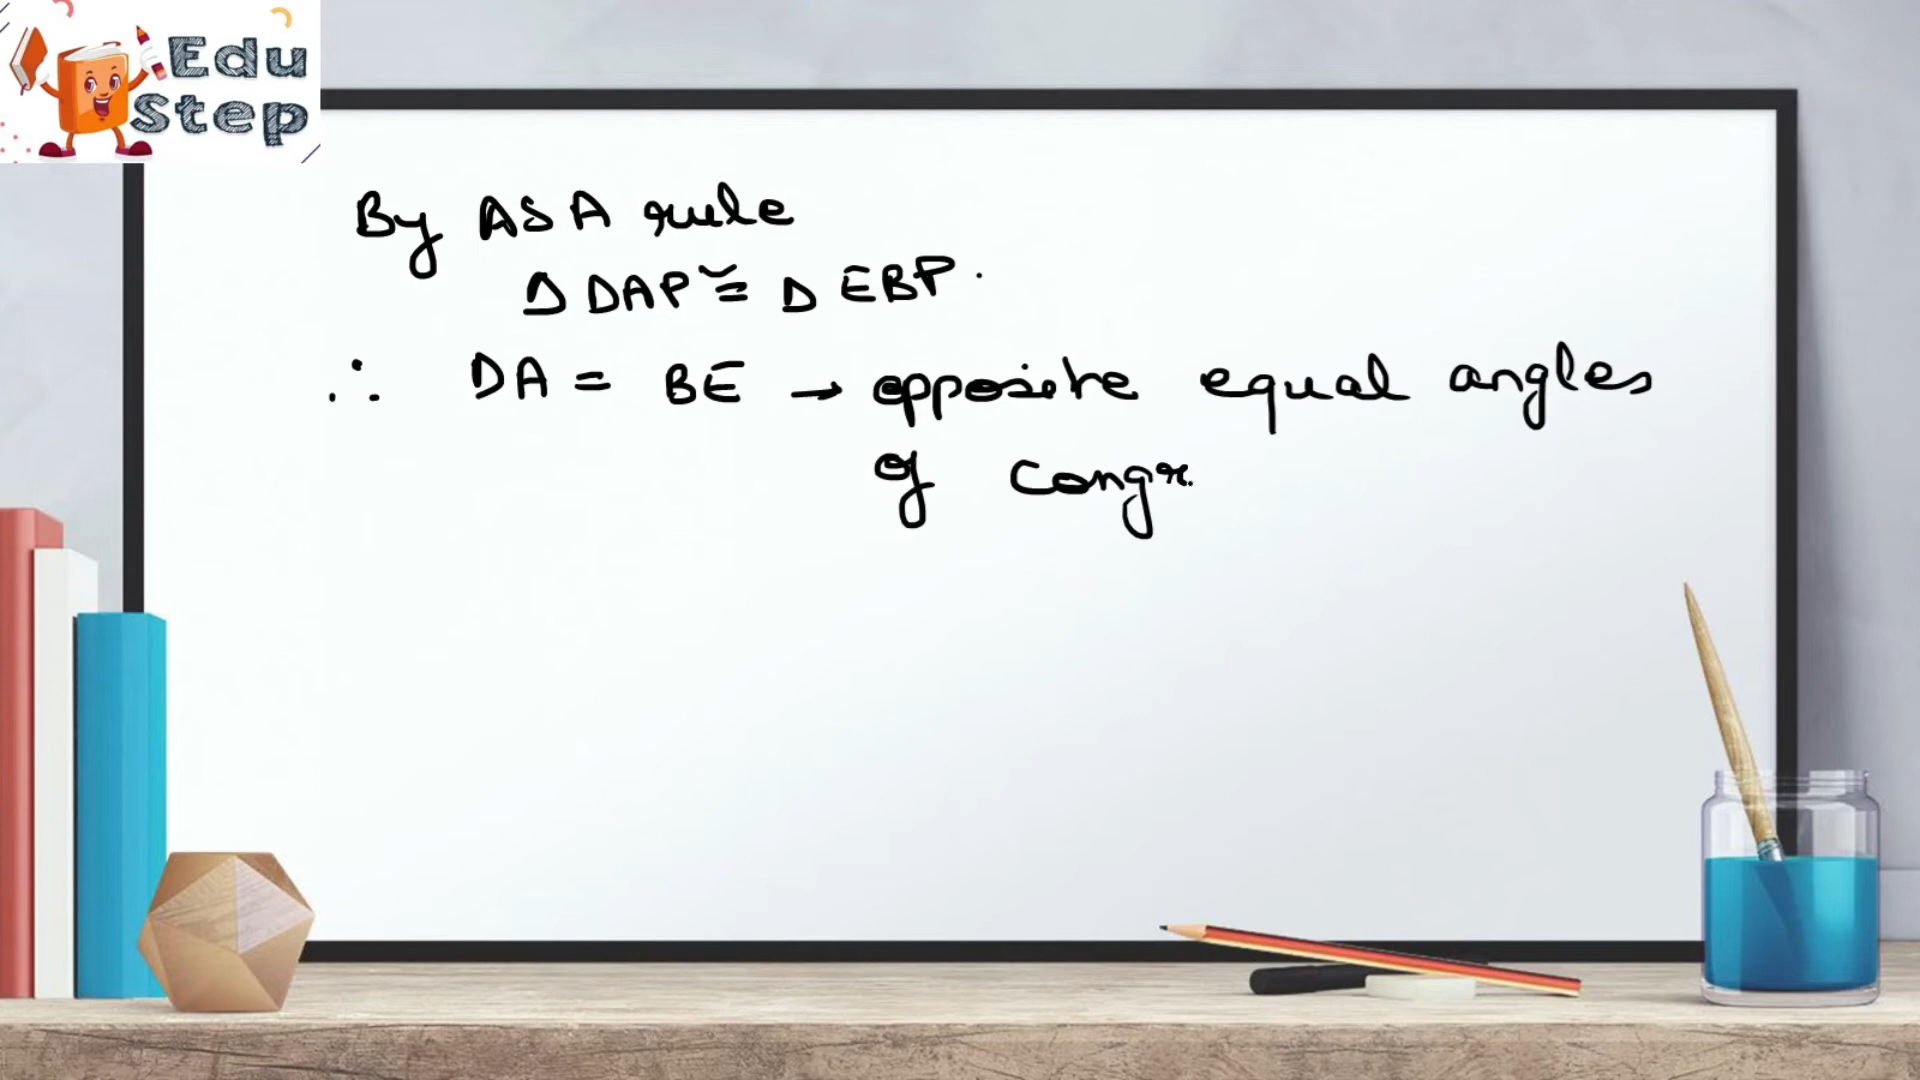 Edu
Step
By ASA rule
Δ DAP ≅ Δ EBP.
∴ DA = BE → opposite equal angles
of congr